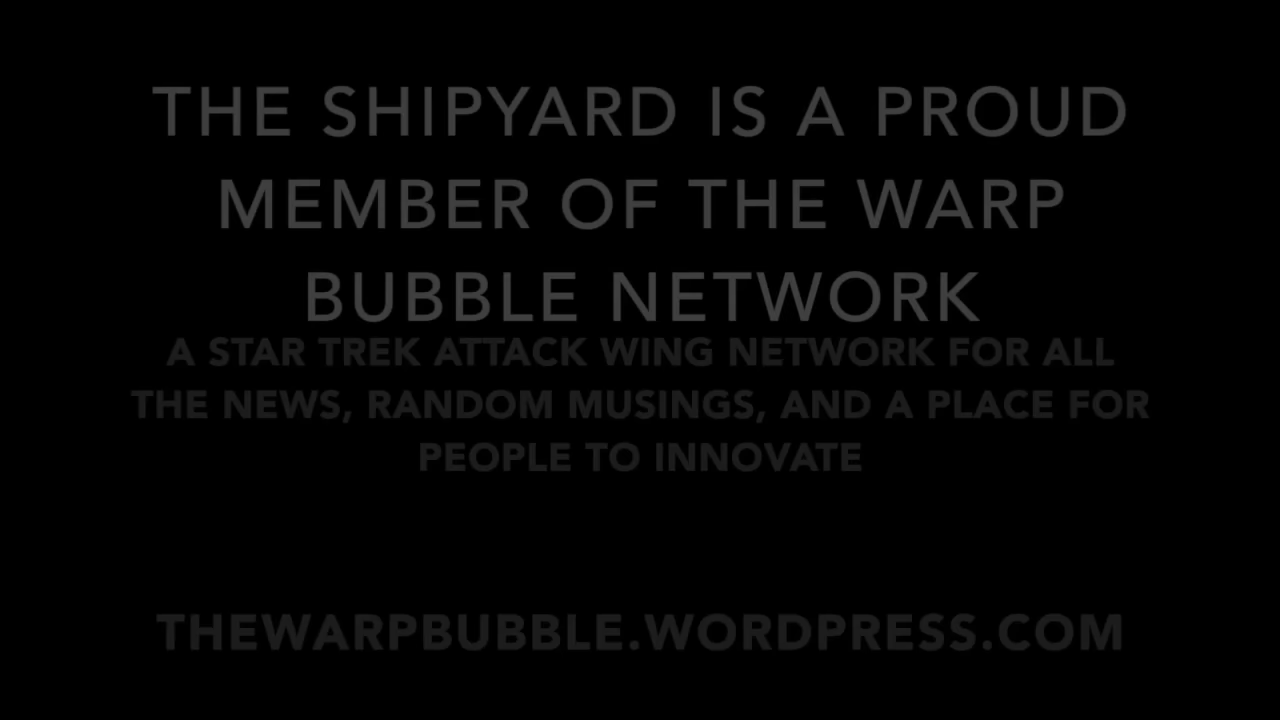 THE SHIPYARD IS A PROUD
MEMBER OF THE WARP
BUBBLE NETWORK
A STAR TREK ATTACK WING NETWORK FOR ALL
THE NEWS, RANDOM MUSINGS, AND A PLACE FOR
PEOPLE TO INNOVATE
THEWARPBUBBLE.WORDPRESS.COM